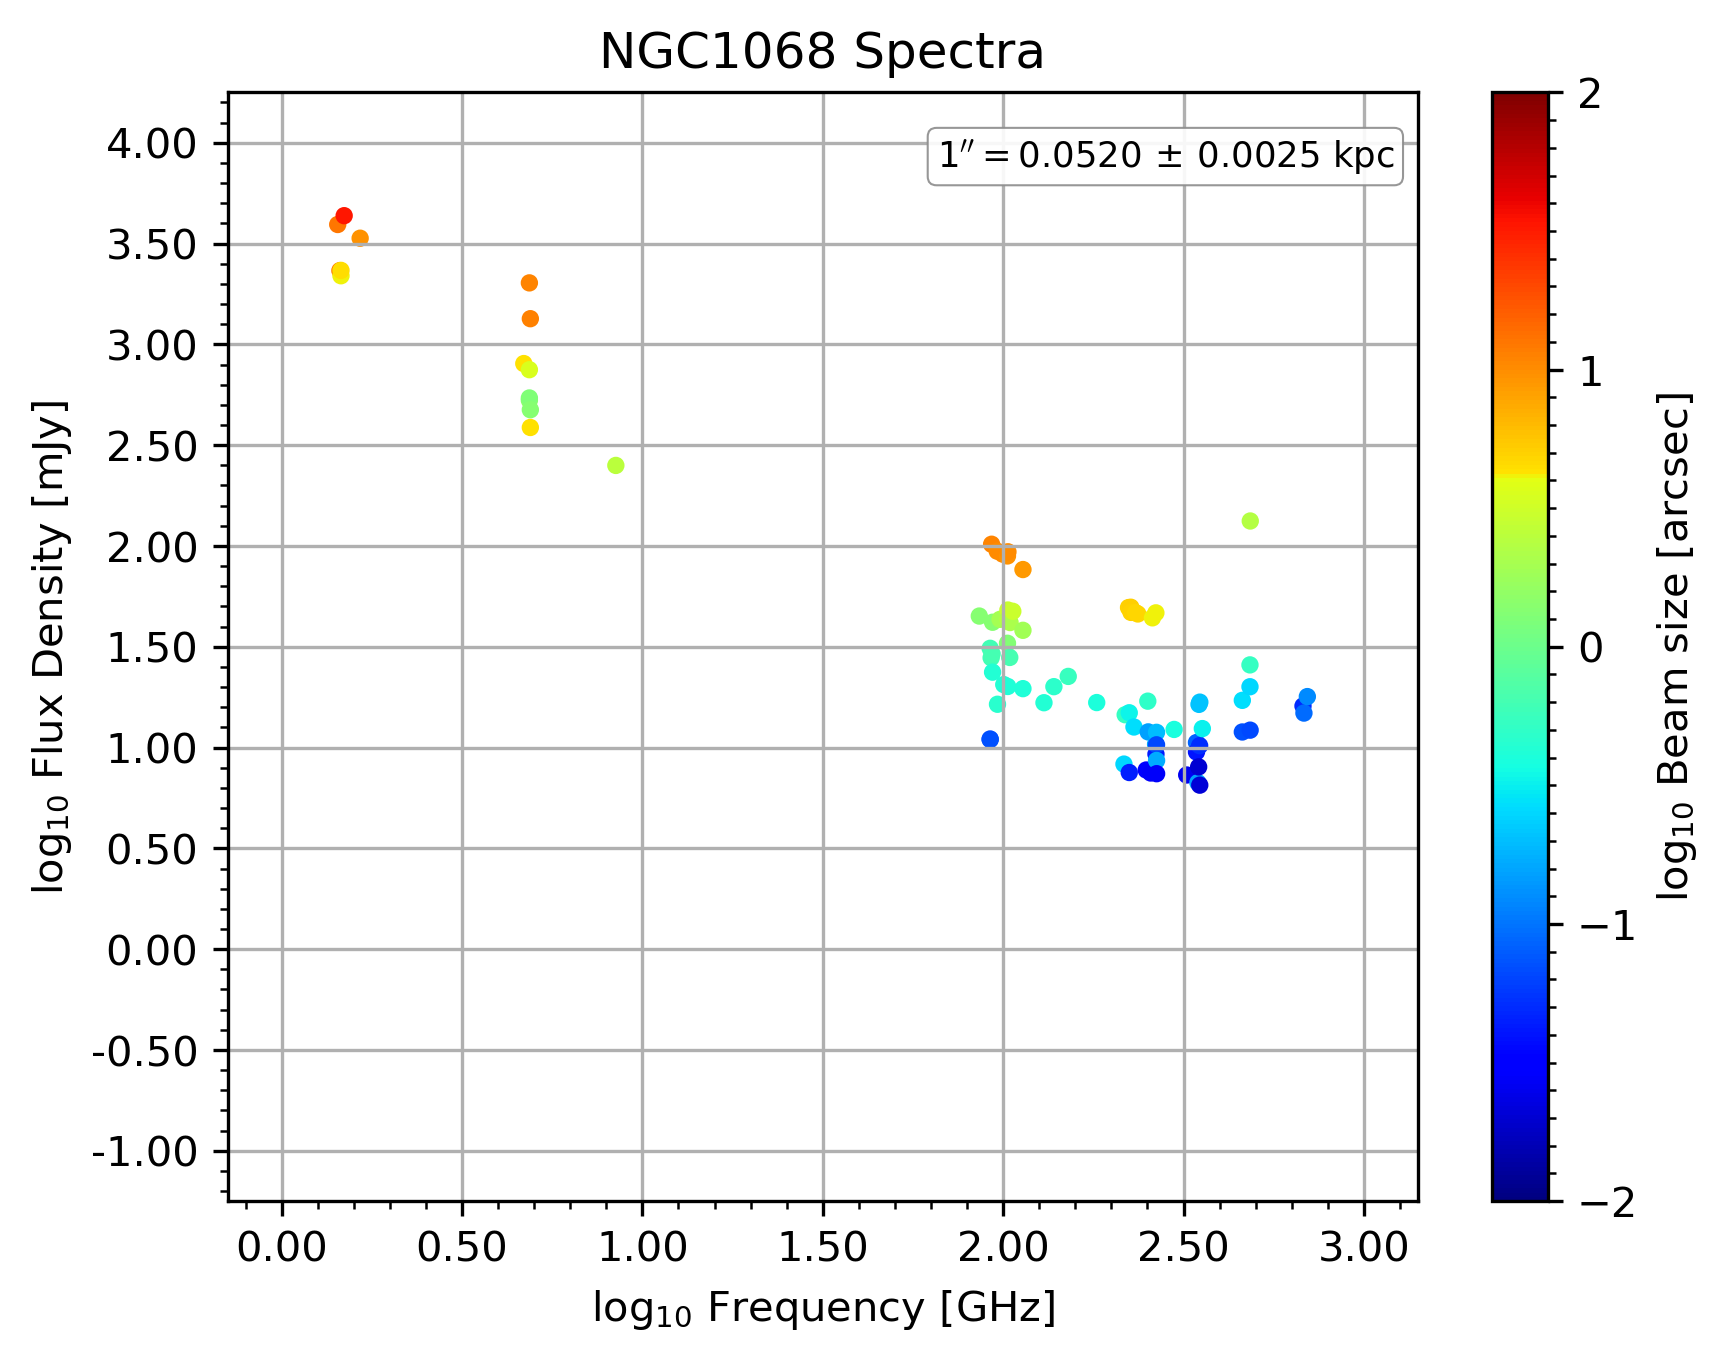 NGC1068 Spectra
1″ = 0.0520 ± 0.0025 kpc
4.00
3.50
3.00
2.50
2.00
1.50
1.00
0.50
0.00
-0.50
-1.00
log₁₀ Flux Density [mJy]
0.00 0.50 1.00 1.50 2.00 2.50 3.00
log₁₀ Frequency [GHz]
2
1
0
−1
−2
log₁₀ Beam size [arcsec]